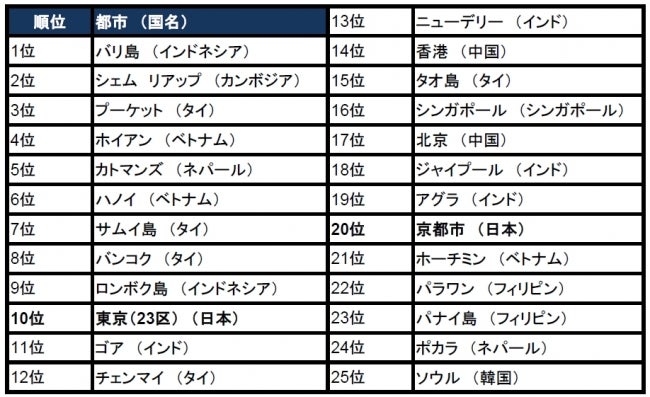 順位 都市 （国名）
1位 バリ島 （インドネシア）
2位 シェム リアップ （カンボジア）
3位 プーケット （タイ）
4位 ホイアン （ベトナム）
5位 カトマンズ （ネパール）
6位 ハノイ （ベトナム）
7位 サムイ島 （タイ）
8位 バンコク （タイ）
9位 ロンボク島 （インドネシア）
10位 東京（23区） （日本）
11位 ゴア （インド）
12位 チェンマイ （タイ）
13位 ニューデリー （インド）
14位 香港 （中国）
15位 タオ島 （タイ）
16位 シンガポール （シンガポール）
17位 北京 （中国）
18位 ジャイプール （インド）
19位 アグラ （インド）
20位 京都市 （日本）
21位 ホーチミン （ベトナム）
22位 パラワン （フィリピン）
23位 パナイ島 （フィリピン）
24位 ポカラ （ネパール）
25位 ソウル （韓国）